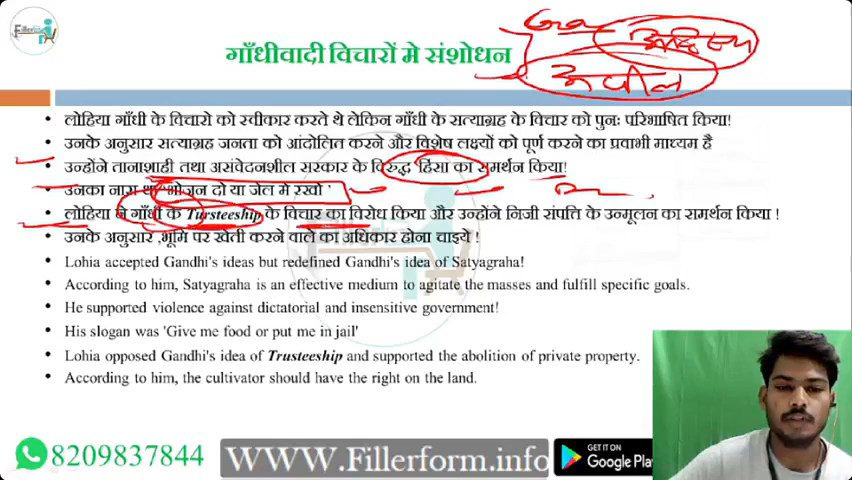 Fillerform
गाँधीवादी विचारों मे संशोधन
अपील
लोहिया गाँधी के विचारो को स्वीकार करते थे लेकिन गाँधी के सत्याग्रह के विचार को पुनः परिभाषित किया!
उनके अनुसार सत्याग्रह जनता को आंदोलित करने और विशेष लक्ष्यों को पूर्ण करने का प्रवाभी माध्यम है
उन्होंने तानाशाही तथा असंवेदनशील सरकार के विरुद्ध हिंसा का समर्थन किया!
उनका नारा था 'भोजन दो या जेल मे रखो '
लोहिया ने गाँधी के Tursteeship के विचार का विरोध किया और उन्होंने निजी संपत्ति के उन्मूलन का समर्थन किया !
उनके अनुसार ,भूमि पर खेती करने वाले का अधिकार होना चाइये !
Lohia accepted Gandhi's ideas but redefined Gandhi's idea of Satyagraha!
According to him, Satyagraha is an effective medium to agitate the masses and fulfill specific goals.
He supported violence against dictatorial and insensitive government!
His slogan was 'Give me food or put me in jail'
Lohia opposed Gandhi's idea of Trusteeship and supported the abolition of private property.
According to him, the cultivator should have the right on the land.
8209837844 WWW.Fillerform.info GET IT ON Google Pla